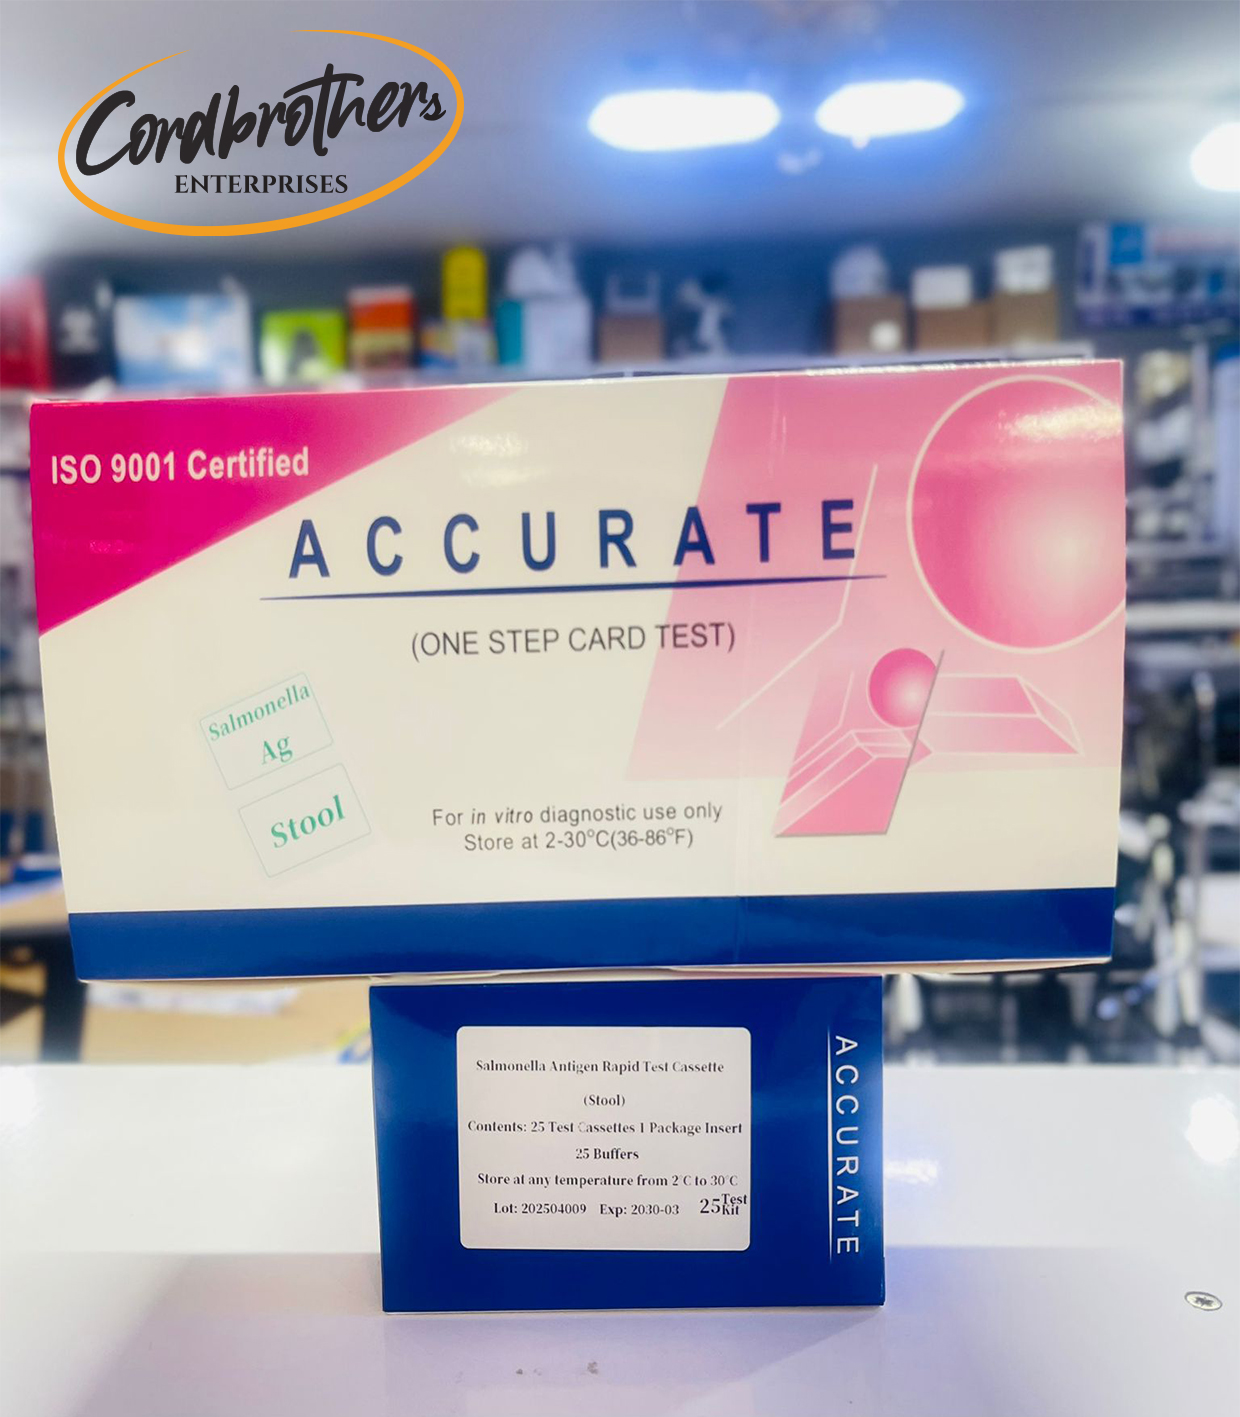 Cordbrothers
ENTERPRISES
ISO 9001 Certified
ACCURATE
(ONE STEP CARD TEST)
Salmonella
Ag
Stool
For in vitro diagnostic use only
Store at 2-30°C(36-86°F)
Salmonella Antigen Rapid Test Cassette
(Stool)
Contents: 25 Test Cassettes 1 Package Insert
25 Buffers
Store at any temperature from 2°C to 30°C
Lot: 202504009 Exp: 2030-03 25 Test Kit
ACCURATE